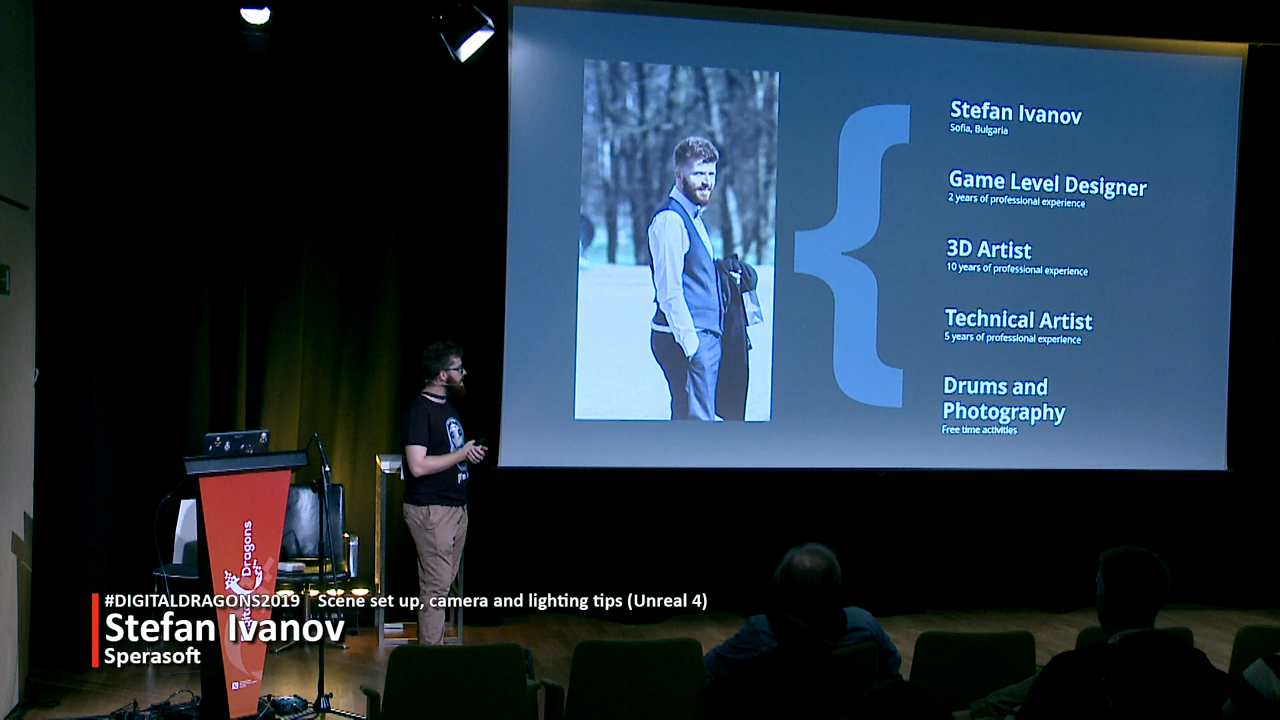 Stefan Ivanov
Sofia, Bulgaria
Game Level Designer
2 years of professional experience
3D Artist
10 years of professional experience
Technical Artist
5 years of professional experience
Drums and
Photography
Free time activities
Dragons
#DIGITALDRAGONS2019 Scene set up, camera and lighting tips (Unreal 4)
Stefan Ivanov
Sperasoft